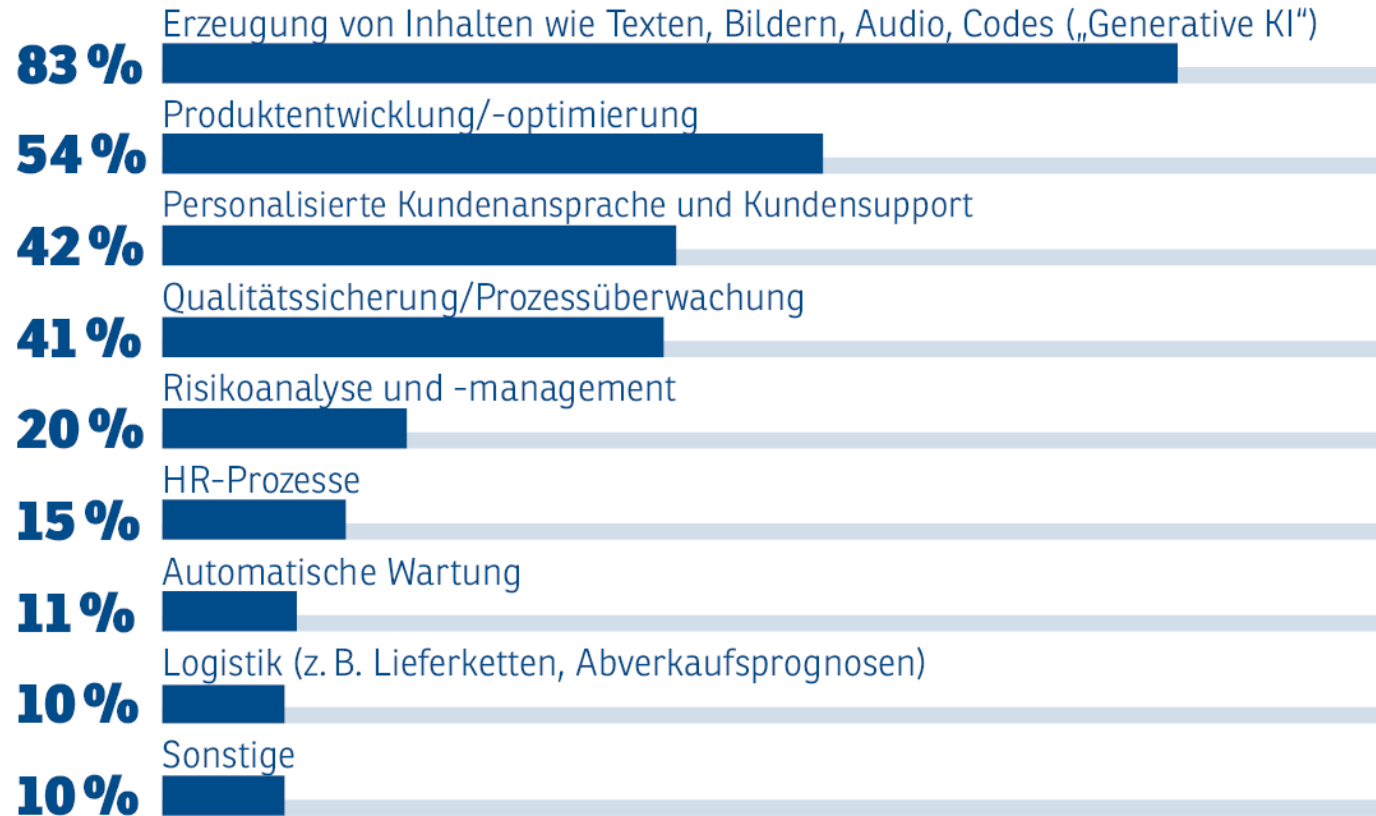 Erzeugung von Inhalten wie Texten, Bildern, Audio, Codes („Generative KI“)
83 %
Produktentwicklung/-optimierung
54 %
Personalisierte Kundenansprache und Kundensupport
42 %
Qualitätssicherung/Prozessüberwachung
41 %
Risikoanalyse und -management
20 %
HR-Prozesse
15 %
Automatische Wartung
11 %
Logistik (z. B. Lieferketten, Abverkaufsprognosen)
10 %
Sonstige
10 %